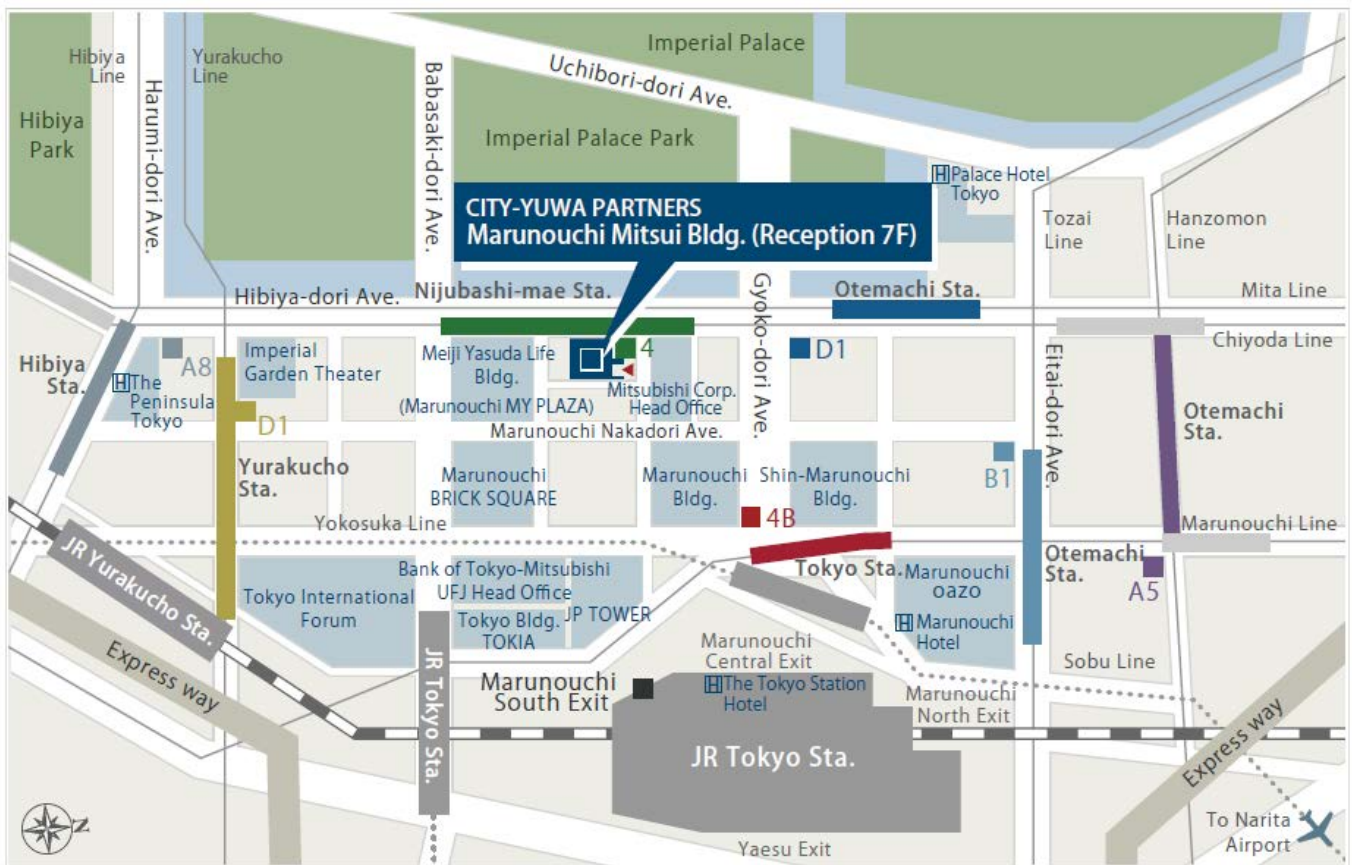 Hibiya
Line
Yurakucho
Line
Imperial Palace
Uchibori-dori Ave.
Harumi-dori Ave.
Babasaki-dori Ave.
Hibiya
Park
Imperial Palace Park
H Palace Hotel
Tokyo
CITY-YUWA PARTNERS
Marunouchi Mitsui Bldg. (Reception 7F)
Tozai
Line
Hanzomon
Line
Hibiya-dori Ave.
Nijubashi-mae Sta.
Gyoko-dori Ave.
Otemachi Sta.
Mita Line
Chiyoda Line
Hibiya
Sta.
A8
Imperial
Garden Theater
Meiji Yasuda Life
Bldg.
(Marunouchi MY PLAZA)
4
D1
Eitai-dori Ave.
H The
Peninsula
Tokyo
D1
Mitsubishi Corp.
Head Office
Marunouchi Nakadori Ave.
Otemachi
Sta.
Yurakucho
Sta.
Marunouchi
BRICK SQUARE
Marunouchi
Bldg.
Shin-Marunouchi
Bldg.
B1
4B
Yokosuka Line
Marunouchi Line
JR Yurakucho Sta.
Bank of Tokyo-Mitsubishi
UFJ Head Office
Tokyo Sta.
Marunouchi
oazo
Otemachi
Sta.
A5
Tokyo International
Forum
Tokyo Bldg.
TOKIA
JP TOWER
H Marunouchi
Hotel
Express way
JR Tokyo Sta.
Marunouchi
Central Exit
Sobu Line
Marunouchi
South Exit
H The Tokyo Station
Hotel
Marunouchi
North Exit
JR Tokyo Sta.
Express way
N
Yaesu Exit
To Narita
Airport